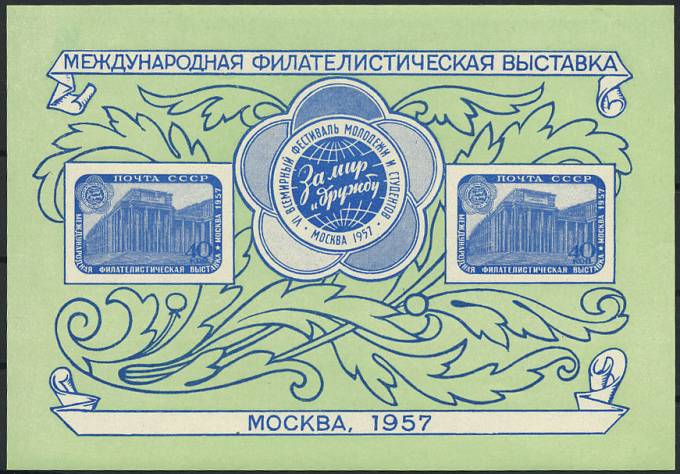 МЕЖДУНАРОДНАЯ ФИЛАТЕЛИСТИЧЕСКАЯ ВЫСТАВКА
VI ВСЕМИРНЫЙ ФЕСТИВАЛЬ МОЛОДЕЖИ И СТУДЕНТОВ
За мир
и дружбу
МОСКВА 1957
ПОЧТА СССР
40
КОП
МЕЖДУНАРОДНАЯ ФИЛАТЕЛИСТИЧЕСКАЯ ВЫСТАВКА • МОСКВА 1957
ПОЧТА СССР
40
КОП
МЕЖДУНАРОДНАЯ ФИЛАТЕЛИСТИЧЕСКАЯ ВЫСТАВКА • МОСКВА 1957
МОСКВА, 1957